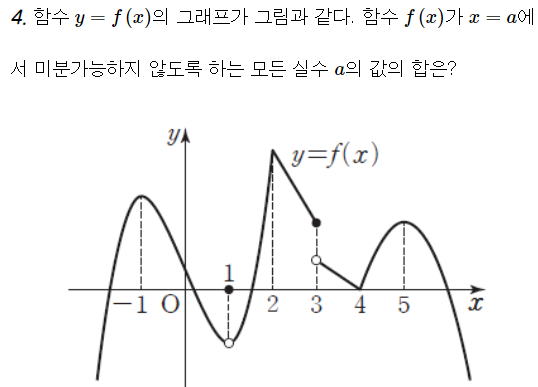 4. 함수 y = f(x)의 그래프가 그림과 같다. 함수 f(x)가 x = a에
서 미분가능하지 않도록 하는 모든 실수 a의 값의 합은?
y
y=f(x)
1
-1 O 2 3 4 5 x